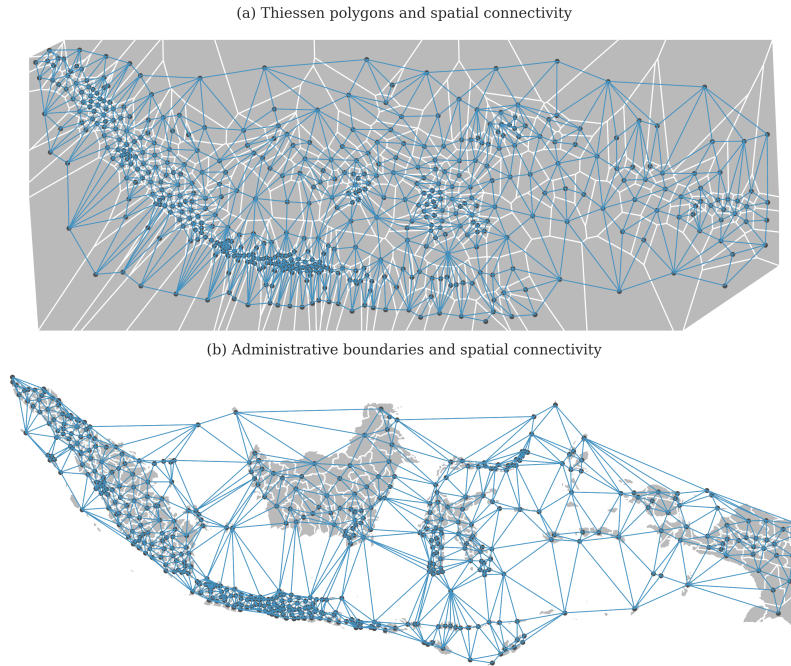 (a) Thiessen polygons and spatial connectivity
(b) Administrative boundaries and spatial connectivity